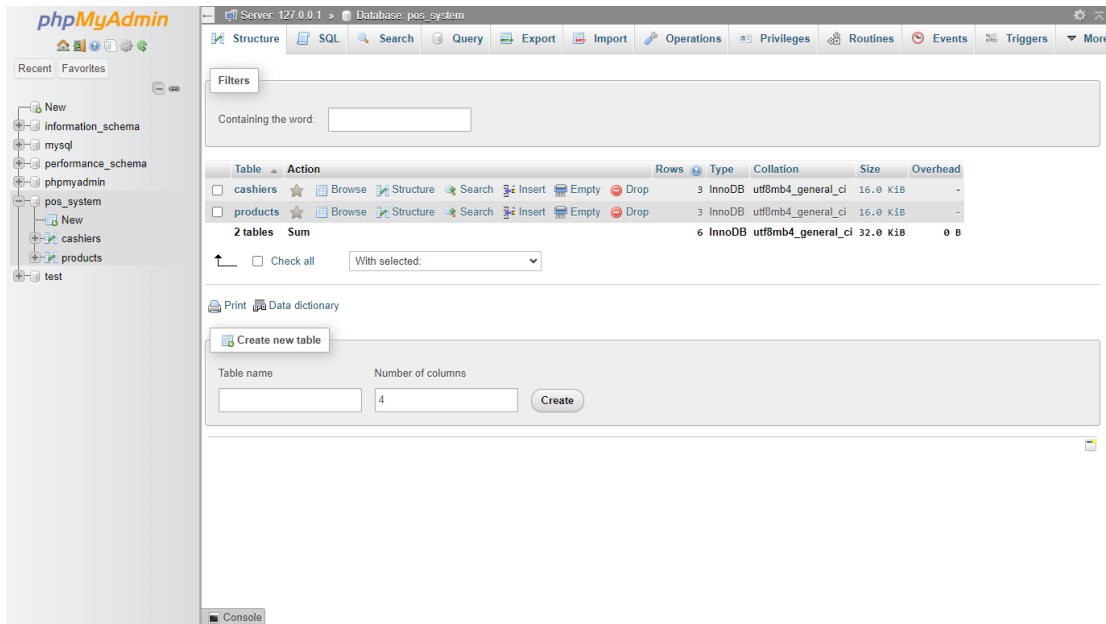 phpMyAdmin
Recent Favorites
New
information_schema
mysql
performance_schema
phpmyadmin
pos_system
New
cashiers
products
test
Server: 127.0.0.1 » Database: pos_system
Structure SQL Search Query Export Import Operations Privileges Routines Events Triggers More
Filters
Containing the word:
Table Action Rows Type Collation Size Overhead
cashiers Browse Structure Search Insert Empty Drop 3 InnoDB utf8mb4_general_ci 16.0 KiB -
products Browse Structure Search Insert Empty Drop 3 InnoDB utf8mb4_general_ci 16.0 KiB -
2 tables Sum 6 InnoDB utf8mb4_general_ci 32.0 KiB 0 B
Check all With selected:
Print Data dictionary
Create new table
Table name Number of columns
4 Create
Console